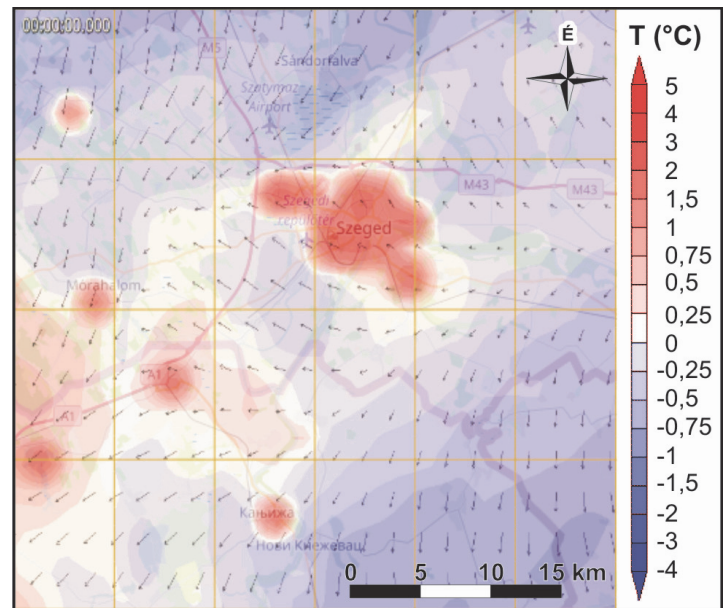 00:00:00.000
T (°C)
É
M5
Sándorfalva
Szatymaz
Airport
M43
M43
Szegedi
repülőtér
Szeged
Mórahalom
A1
A1
Кањижа
Нови Кнежевац
0 5 10 15 km
5
4
3
2
1,5
1
0,75
0,5
0,25
0
-0,25
-0,5
-0,75
-1
-1,5
-2
-3
-4